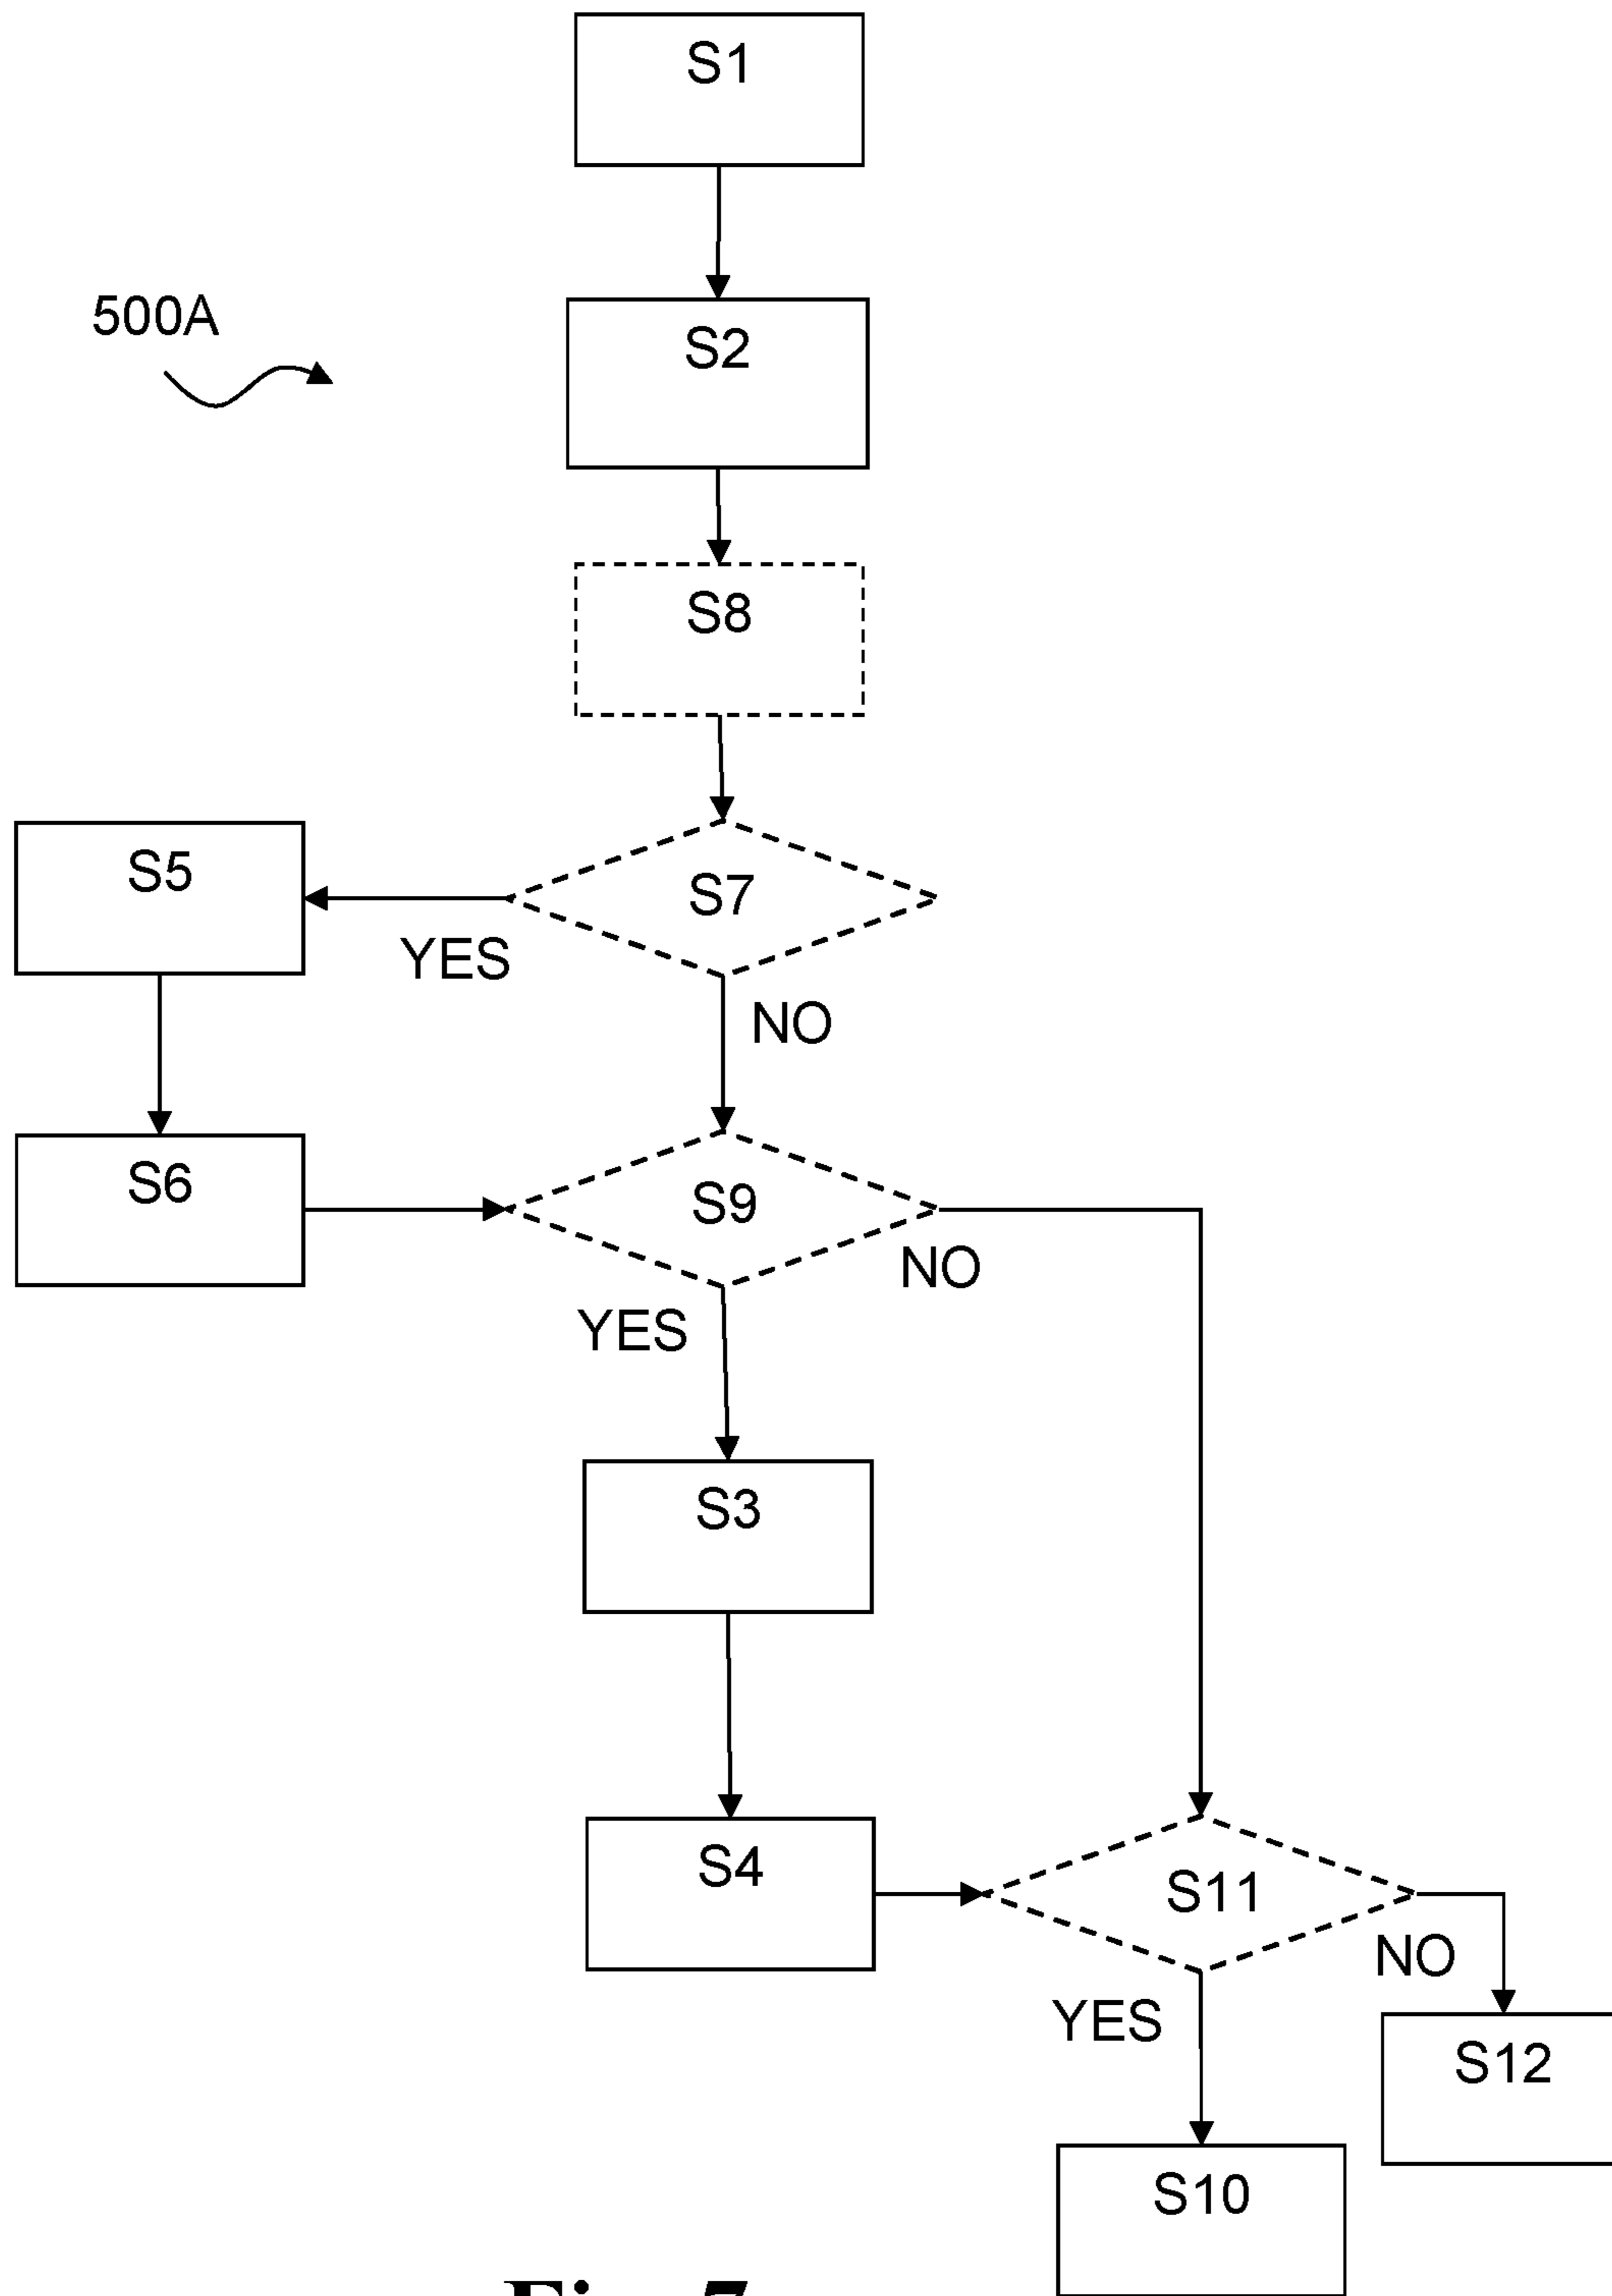 S1
500A
S2
S8
S5
S7
YES
NO
S6
S9
NO
YES
S3
S4
S11
NO
YES
S12
S10